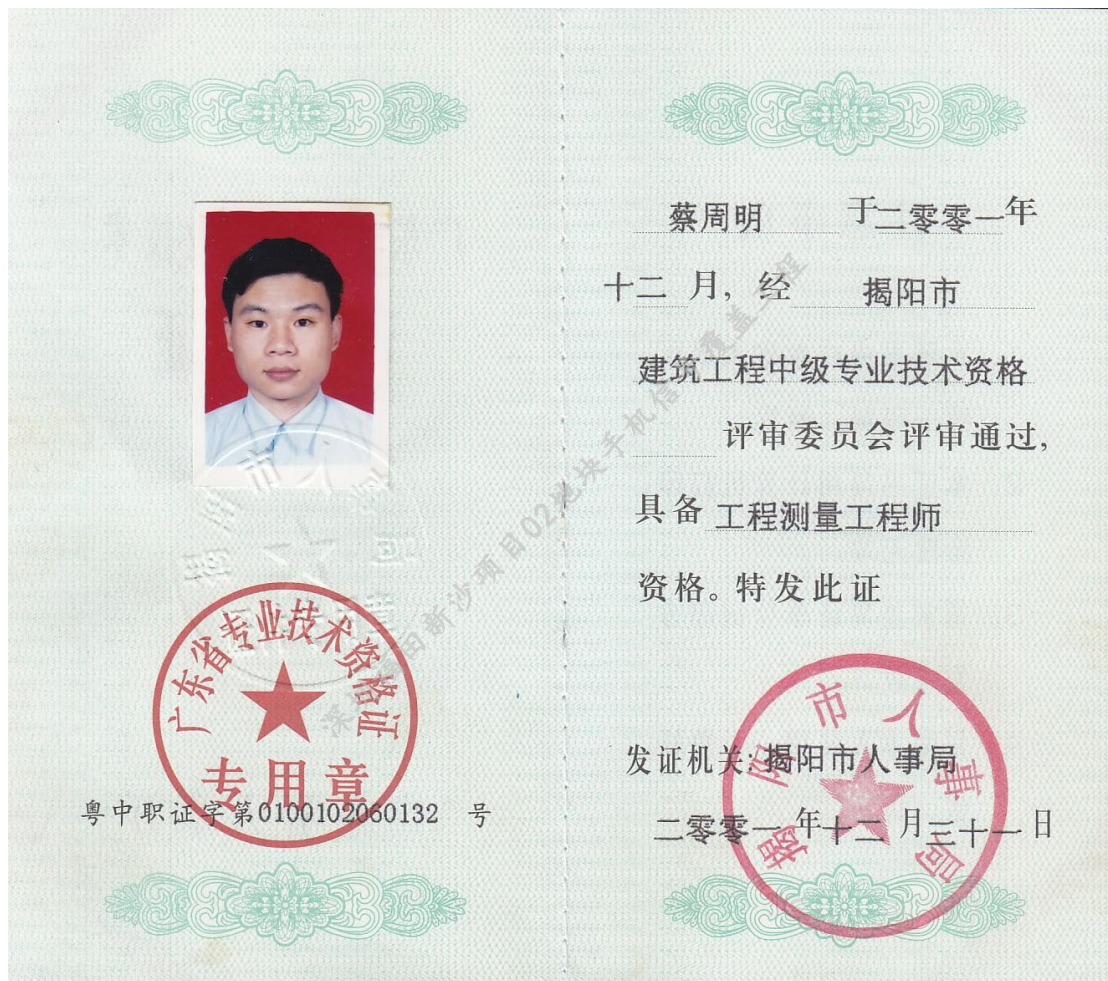 广东省专业技术资格证
专用章
粤中职证字第0100102060132 号
蔡周明 于二零零一年
十二 月，经 揭阳市
建筑工程中级专业技术资格
评审委员会评审通过，
具备 工程测量工程师
资格。特发此证
揭阳市人事局
发证机关：揭阳市人事局
二零零一 年十二 月三十一日